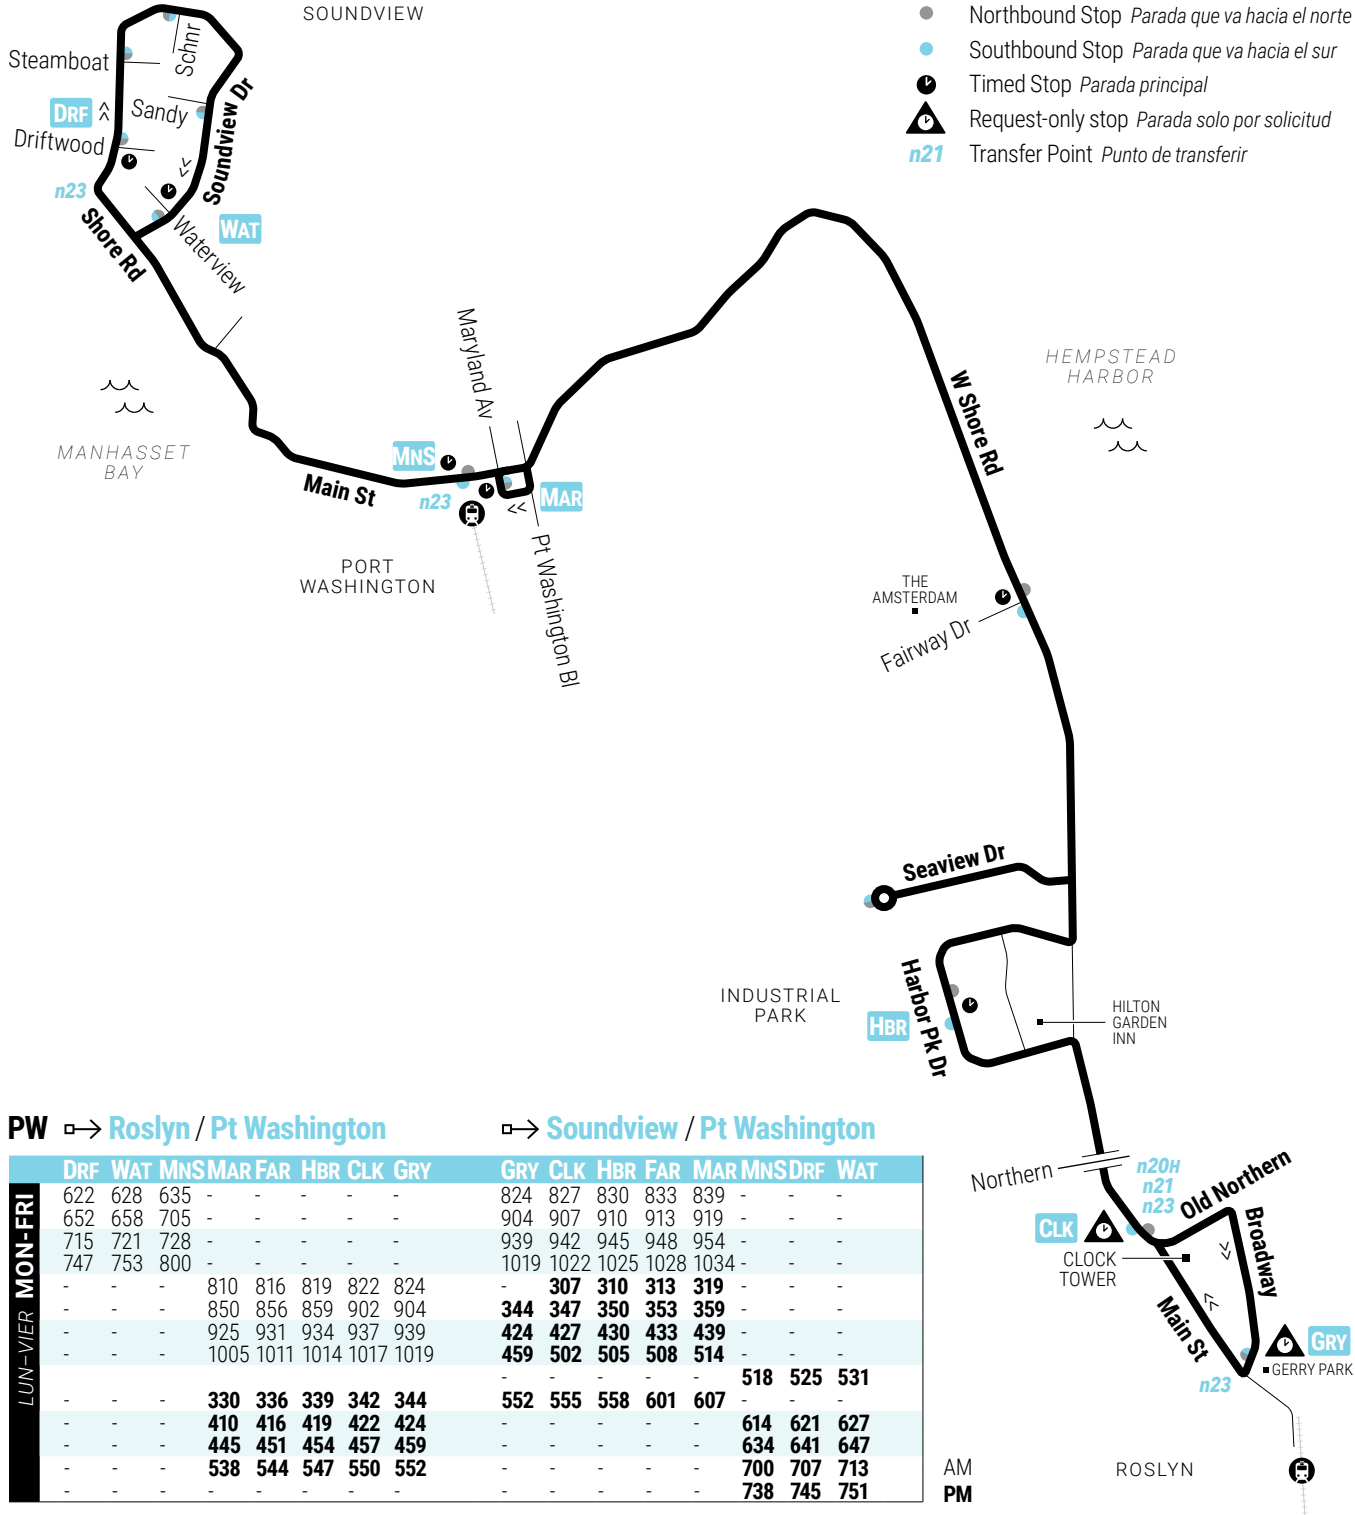 SOUNDVIEW
Northbound Stop Parada que va hacia el norte
Southbound Stop Parada que va hacia el sur
Timed Stop Parada principal
Request-only stop Parada solo por solicitud
n21 Transfer Point Punto de transferir
Schnr
Steamboat
DRF
Sandy
Driftwood
Soundview Dr
n23
Shore Rd
WAT
Waterview
Maryland Av
HEMPSTEAD
HARBOR
W Shore Rd
MANHASSET
BAY
MNS
Main St
n23
MAR
PORT
WASHINGTON
Pt Washington Bl
THE
AMSTERDAM
Fairway Dr
Seaview Dr
Harbor Pk Dr
INDUSTRIAL
PARK
HBR
HILTON
GARDEN
INN
Northern
n20H
n21
n23
Old Northern
CLK
Broadway
CLOCK
TOWER
Main St
GRY
GERRY PARK
n23
ROSLYN
PW Roslyn / Pt Washington Soundview / Pt Washington
DRF WAT MNS MAR FAR HBR CLK GRY GRY CLK HBR FAR MAR MNS DRF WAT
LUN-VIER MON-FRI
622 628 635 - - - - - 824 827 830 833 839 - - -
652 658 705 - - - - - 904 907 910 913 919 - - -
715 721 728 - - - - - 939 942 945 948 954 - - -
747 753 800 - - - - - 1019 1022 1025 1028 1034 - - -
- - - 810 816 819 822 824 - 307 310 313 319 - - -
- - - 850 856 859 902 904 344 347 350 353 359 - - -
- - - 925 931 934 937 939 424 427 430 433 439 - - -
- - - 1005 1011 1014 1017 1019 459 502 505 508 514 - - -
- - - - - 518 525 531
- - - 330 336 339 342 344 552 555 558 601 607 - - -
- - - 410 416 419 422 424 - - - - - 614 621 627
- - - 445 451 454 457 459 - - - - - 634 641 647
- - - 538 544 547 550 552 - - - - - 700 707 713
- - - - - - - - - - - - - 738 745 751
AM
PM